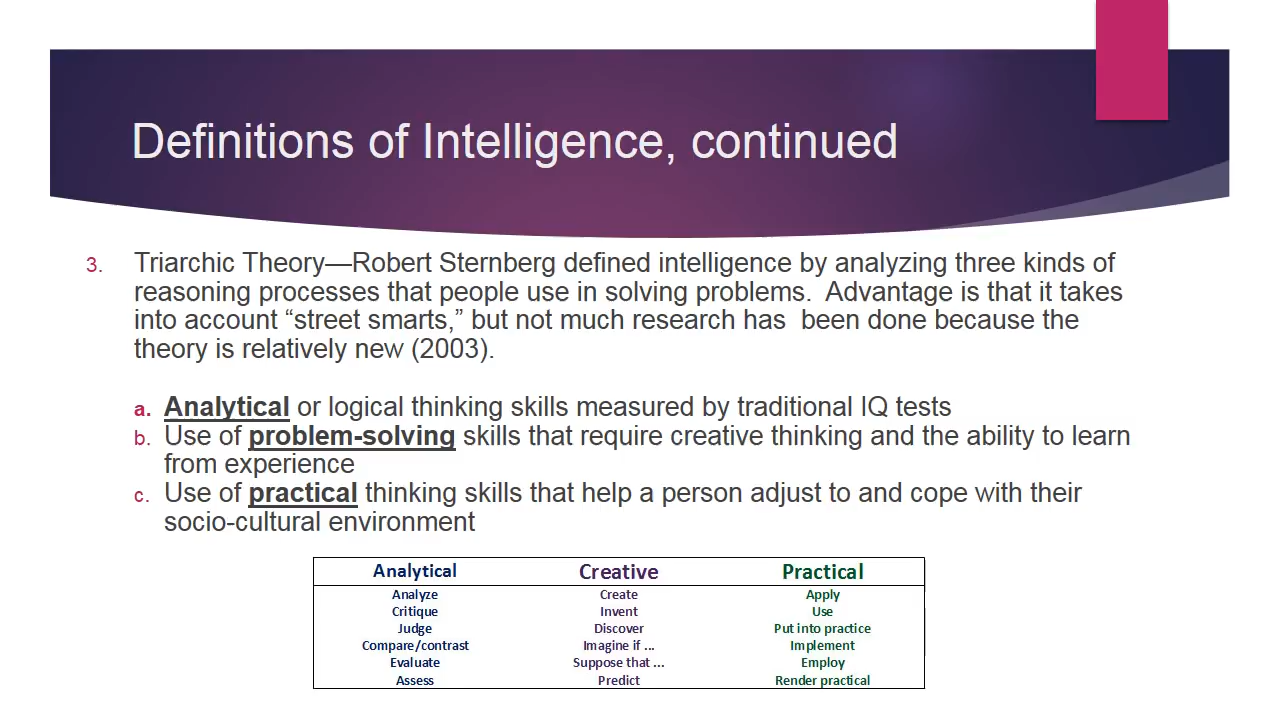 Definitions of Intelligence, continued
3. Triarchic Theory—Robert Sternberg defined intelligence by analyzing three kinds of
reasoning processes that people use in solving problems.  Advantage is that it takes
into account “street smarts,” but not much research has  been done because the
theory is relatively new (2003).
a. Analytical or logical thinking skills measured by traditional IQ tests
b. Use of problem-solving skills that require creative thinking and the ability to learn
from experience
c. Use of practical thinking skills that help a person adjust to and cope with their
socio-cultural environment
Analytical Creative Practical
Analyze Create Apply
Critique Invent Use
Judge Discover Put into practice
Compare/contrast Imagine if ... Implement
Evaluate Suppose that ... Employ
Assess Predict Render practical